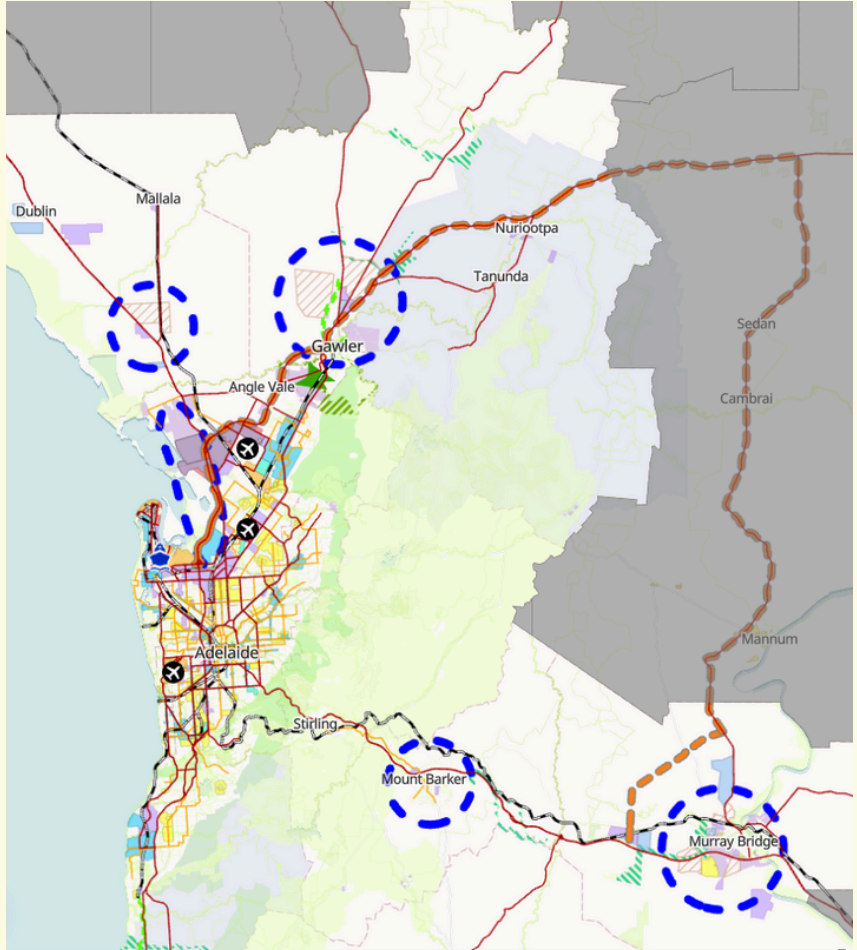 Mallala
Dublin
Nuriootpa
Tanunda
Sedan
Gawler
Angle Vale
Cambrai
Mannum
Adelaide
Stirling
Mount Barker
Murray Bridge